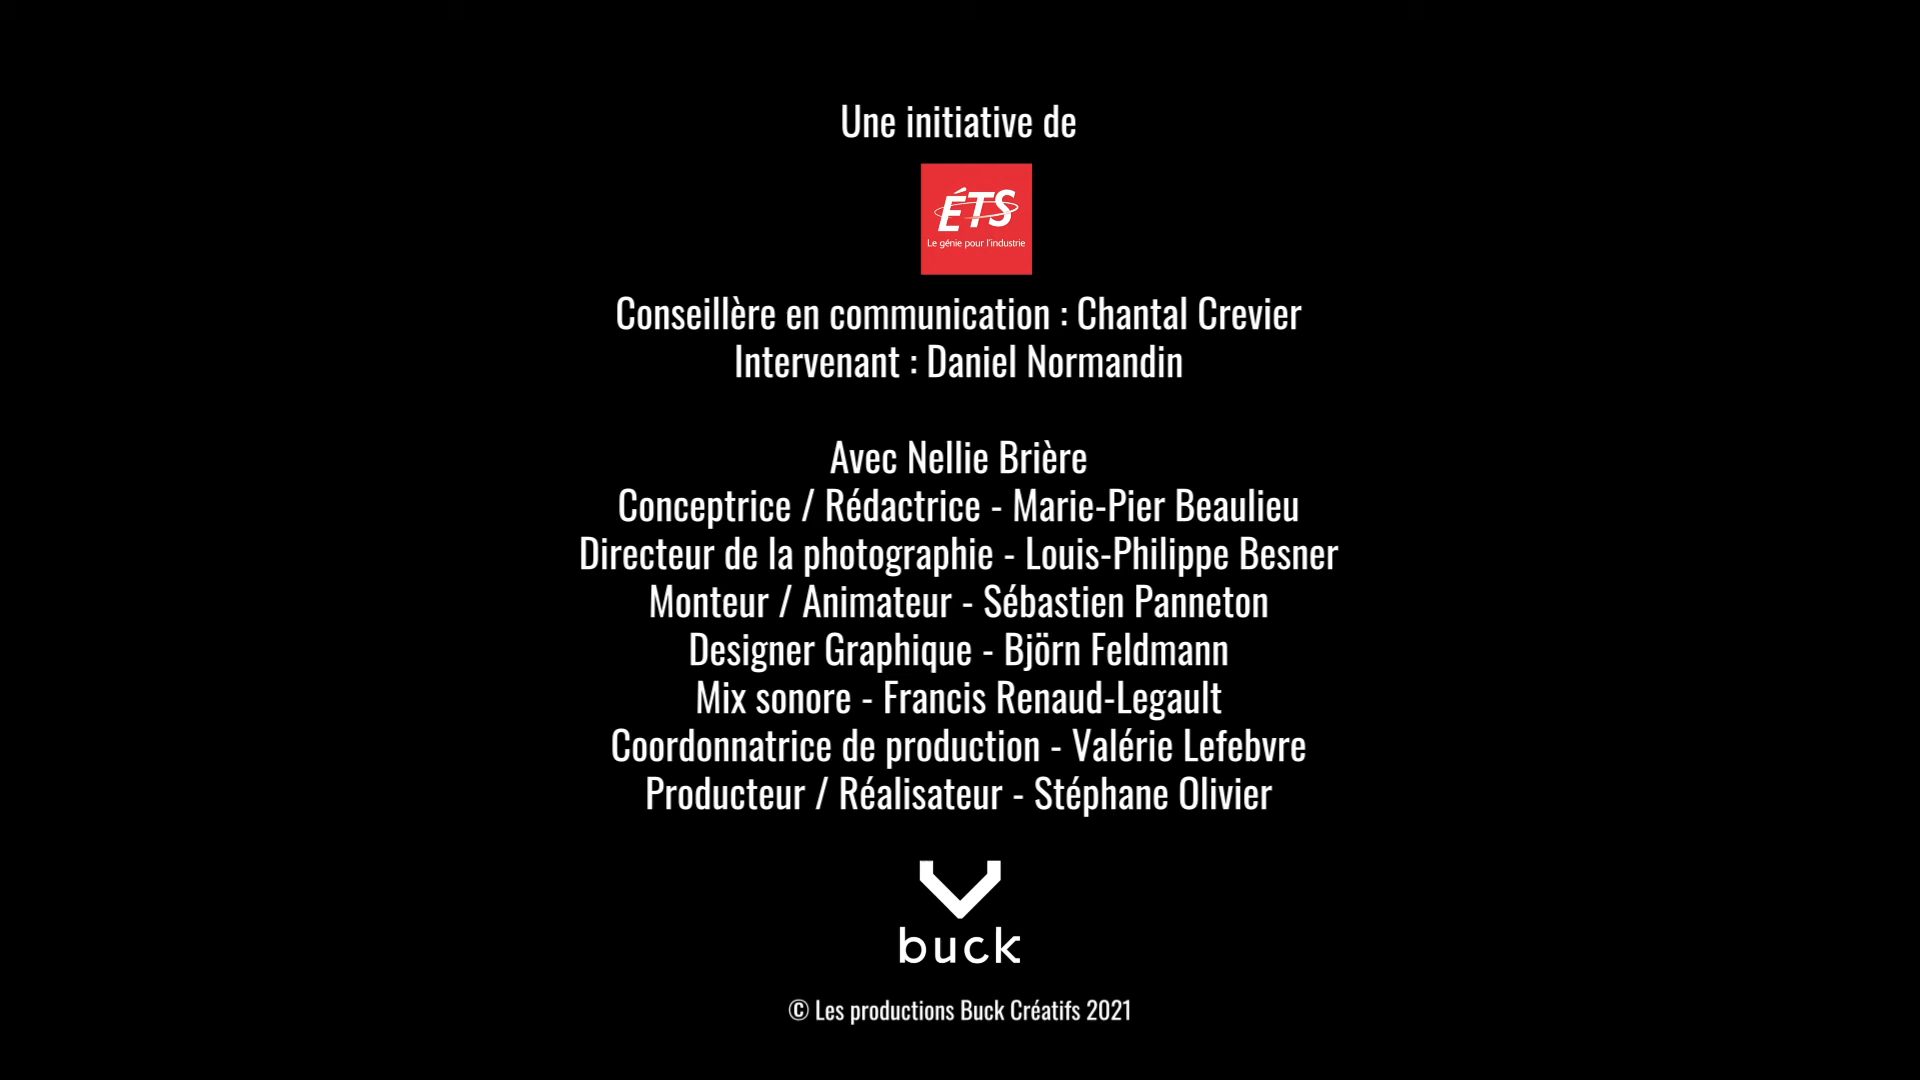 Une initiative de
ÉTS
Le génie pour l'industrie
Conseillère en communication : Chantal Crevier
Intervenant : Daniel Normandin
Avec Nellie Brière
Conceptrice / Rédactrice - Marie-Pier Beaulieu
Directeur de la photographie - Louis-Philippe Besner
Monteur / Animateur - Sébastien Panneton
Designer Graphique - Björn Feldmann
Mix sonore - Francis Renaud-Legault
Coordonnatrice de production - Valérie Lefebvre
Producteur / Réalisateur - Stéphane Olivier
buck
© Les productions Buck Créatifs 2021